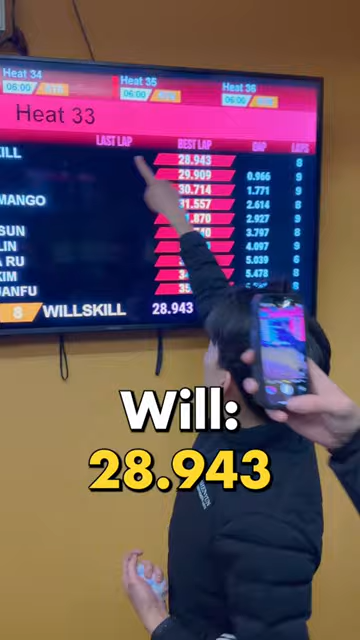 Heat 34
Heat 35
Heat 36
06:00
06:00
06:00
Heat 33
LAST LAP BEST LAP GAP LAPS
28.943 8
29.909 0.966 9
30.714 1.771 9
MANGO 31.557 2.614 8
2.927 9
SUN 3.797 8
LIN 4.097 9
RU 5.039 6
KIM 5.478 8
8 WILLSKILL 28.943
Will:
28.943